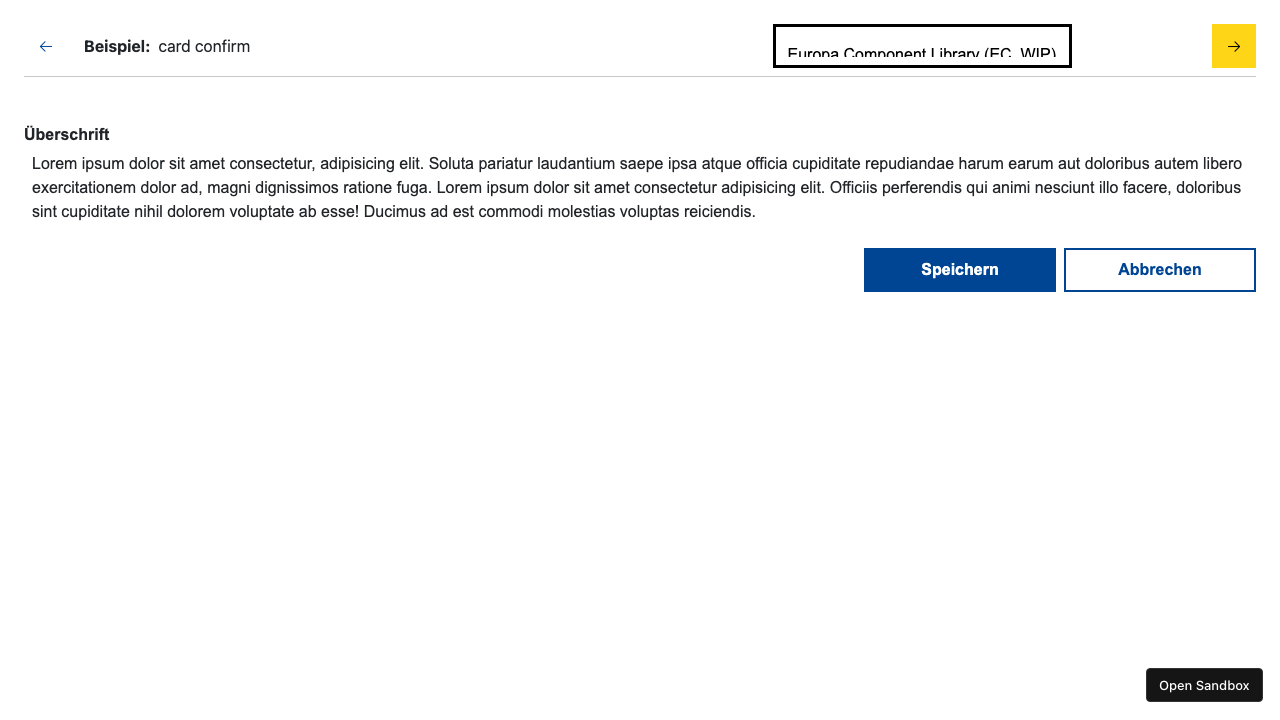 Beispiel: card confirm
Europa Component Library (EC, WIP)
Überschrift
Lorem ipsum dolor sit amet consectetur, adipisicing elit. Soluta pariatur laudantium saepe ipsa atque officia cupiditate repudiandae harum earum aut doloribus autem libero
exercitationem dolor ad, magni dignissimos ratione fuga. Lorem ipsum dolor sit amet consectetur adipisicing elit. Officiis perferendis qui animi nesciunt illo facere, doloribus
sint cupiditate nihil dolorem voluptate ab esse! Ducimus ad est commodi molestias voluptas reiciendis.
Speichern
Abbrechen
Open Sandbox